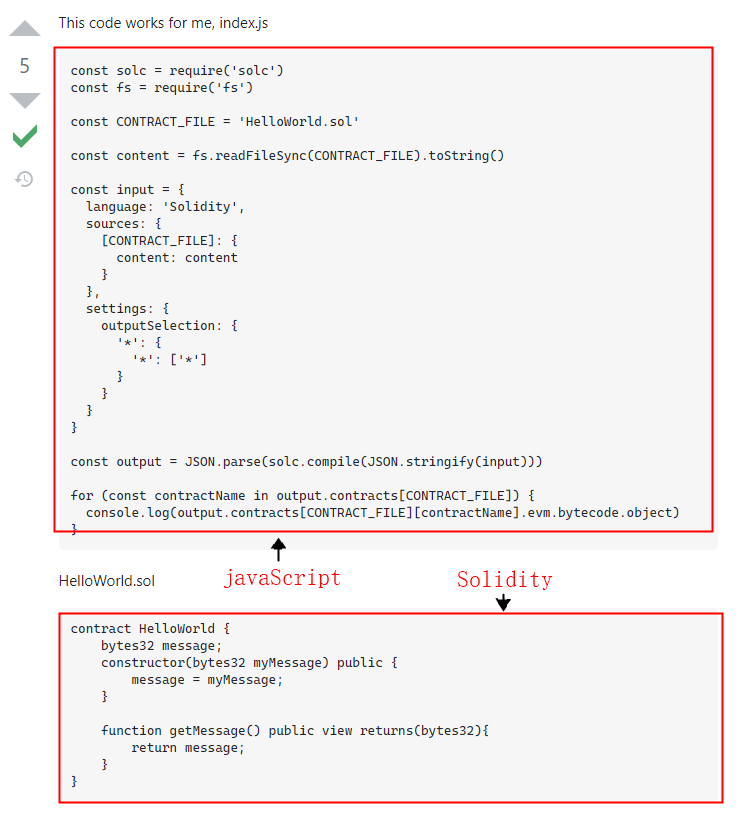 This code works for me, index.js
5
const solc = require('solc')
const fs = require('fs')
const CONTRACT_FILE = 'HelloWorld.sol'
const content = fs.readFileSync(CONTRACT_FILE).toString()
const input = {
  language: 'Solidity',
  sources: {
    [CONTRACT_FILE]: {
      content: content
    }
  },
  settings: {
    outputSelection: {
      '*': {
        '*': ['*']
      }
    }
  }
}
const output = JSON.parse(solc.compile(JSON.stringify(input)))
for (const contractName in output.contracts[CONTRACT_FILE]) {
  console.log(output.contracts[CONTRACT_FILE][contractName].evm.bytecode.object)
}
javaScript
Solidity
HelloWorld.sol
contract HelloWorld {
    bytes32 message;
    constructor(bytes32 myMessage) public {
        message = myMessage;
    }
    function getMessage() public view returns(bytes32){
        return message;
    }
}